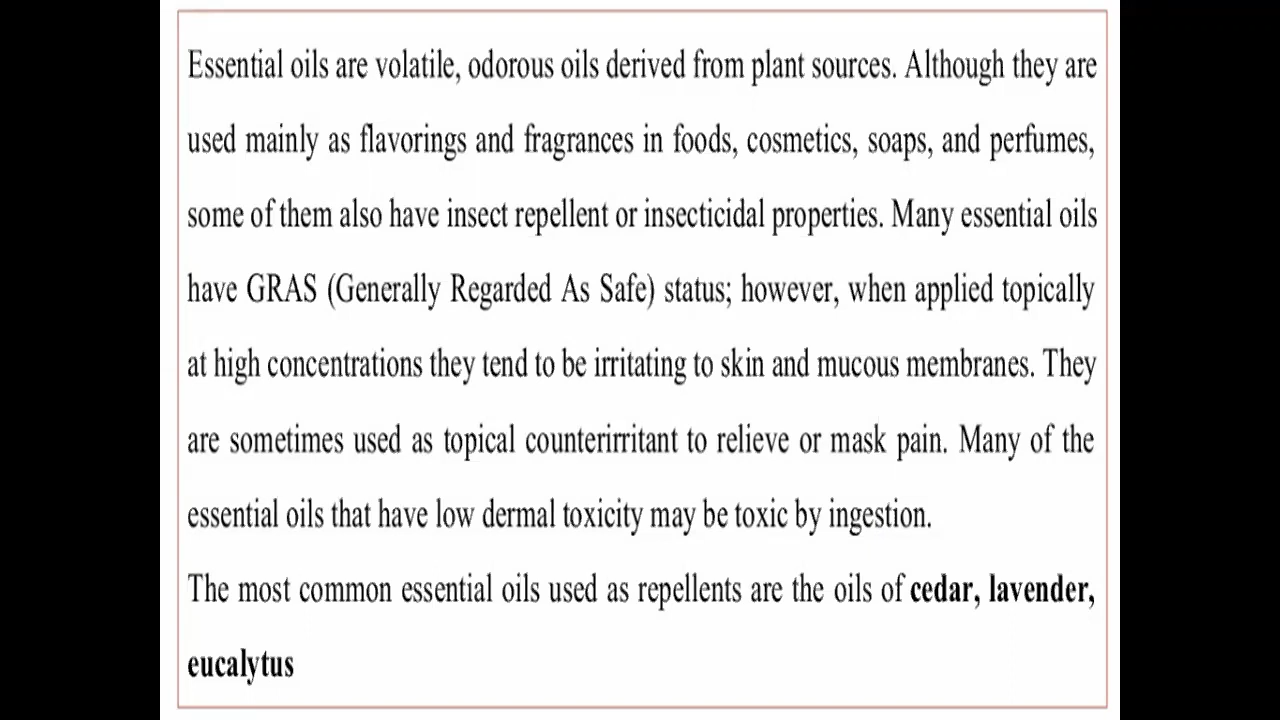 Essential oils are volatile, odorous oils derived from plant sources. Although they are
used mainly as flavorings and fragrances in foods, cosmetics, soaps, and perfumes,
some of them also have insect repellent or insecticidal properties. Many essential oils
have GRAS (Generally Regarded As Safe) status; however, when applied topically
at high concentrations they tend to be irritating to skin and mucous membranes. They
are sometimes used as topical counterirritant to relieve or mask pain. Many of the
essential oils that have low dermal toxicity may be toxic by ingestion.
The most common essential oils used as repellents are the oils of cedar, lavender,
eucalytus